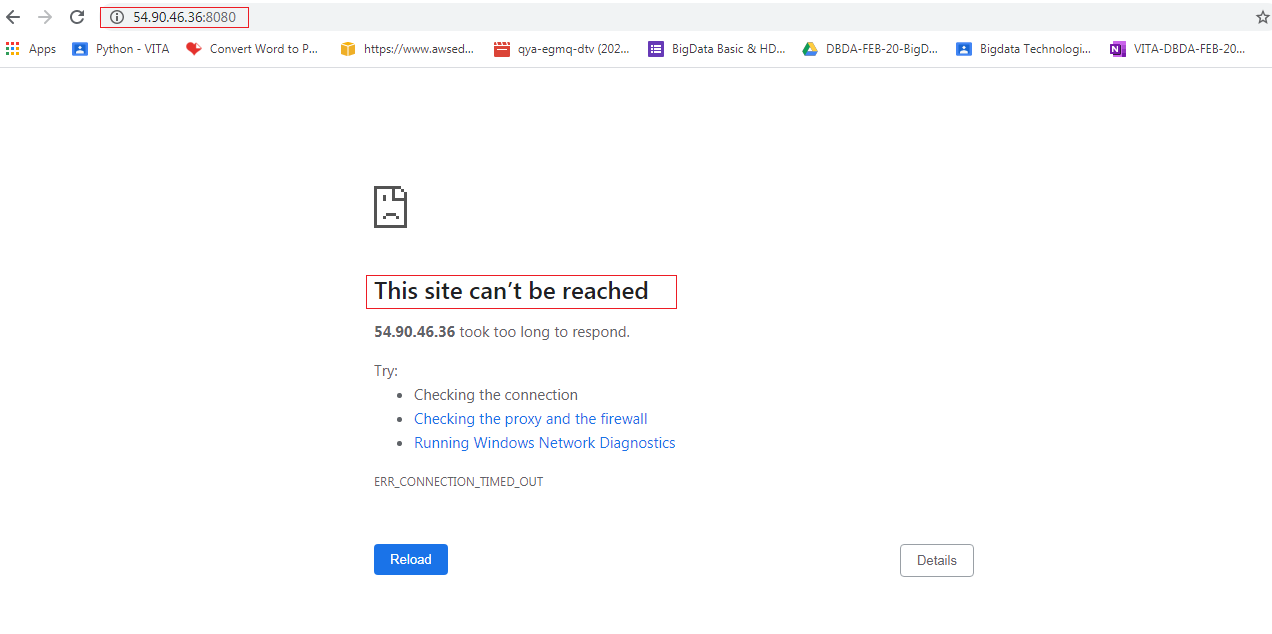 54.90.46.36:8080
Apps Python - VITA Convert Word to P... https://www.awsed... qya-egmq-dtv (202... BigData Basic & HD... DBDA-FEB-20-BigD... Bigdata Technologi... VITA-DBDA-FEB-20...
This site can’t be reached
54.90.46.36 took too long to respond.
Try:
• Checking the connection
• Checking the proxy and the firewall
• Running Windows Network Diagnostics
ERR_CONNECTION_TIMED_OUT
Reload Details